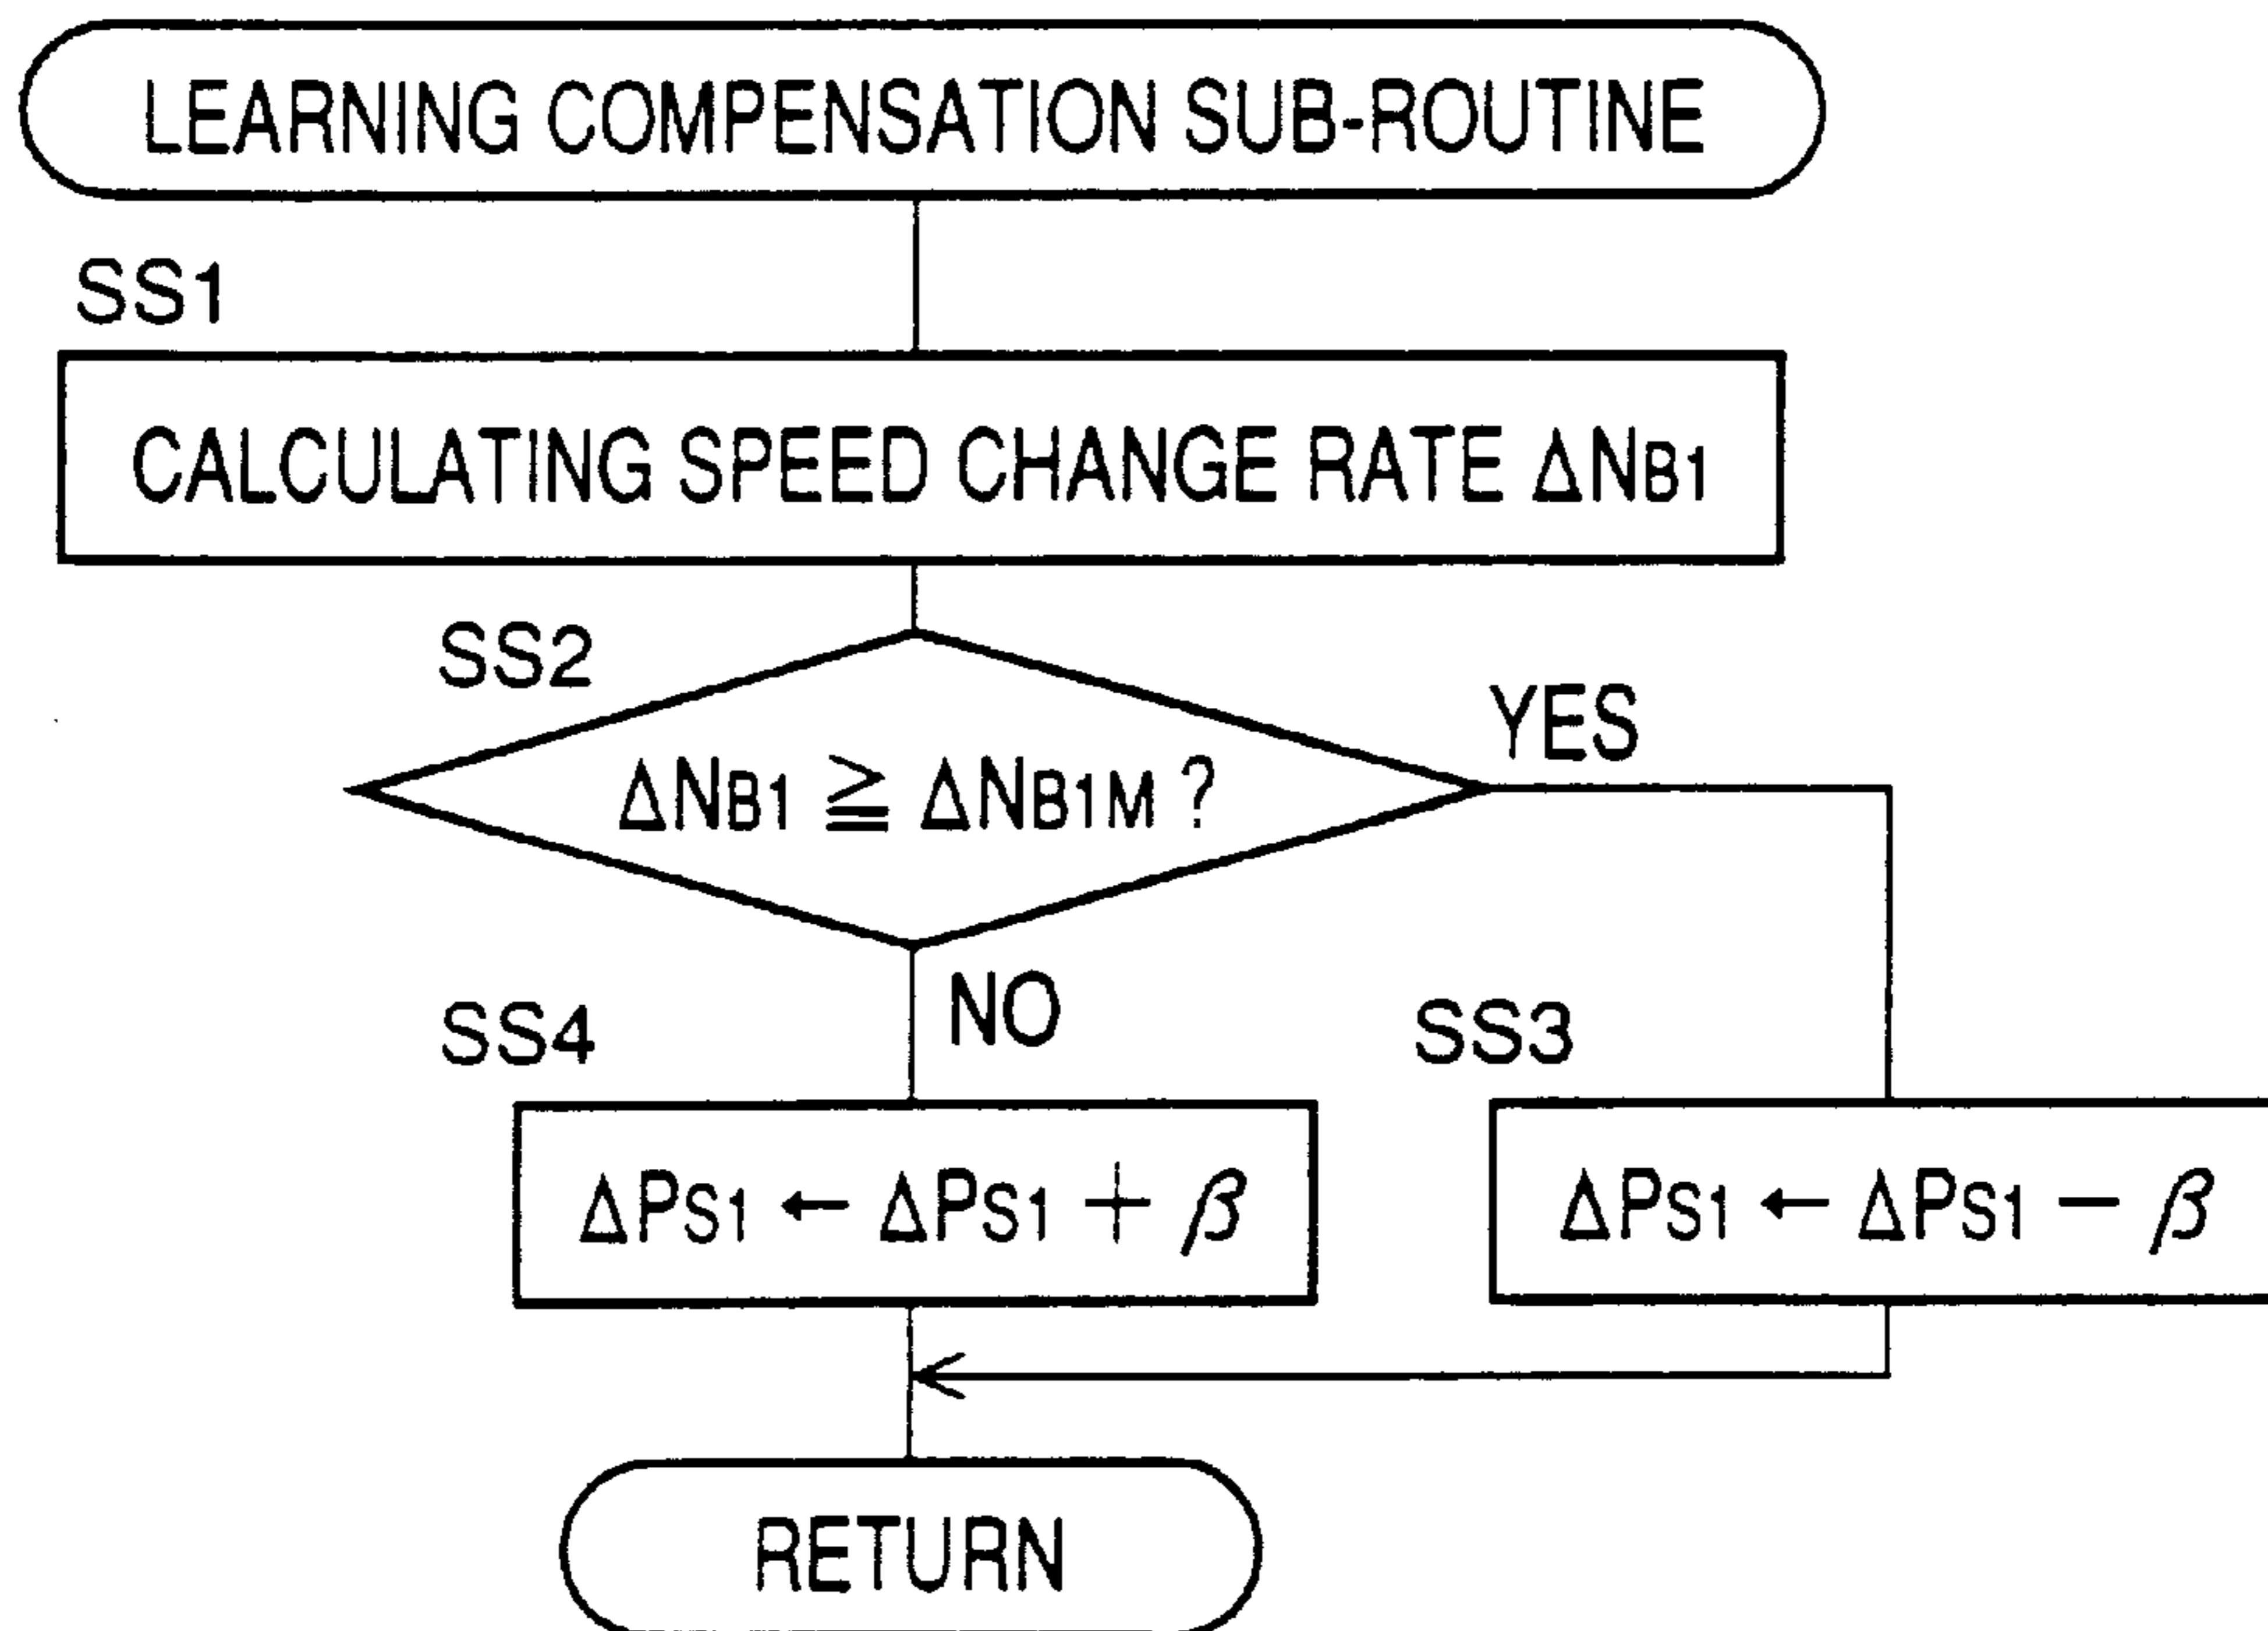 LEARNING COMPENSATION SUB-ROUTINE
SS1
CALCULATING SPEED CHANGE RATE ΔNB1
SS2
YES
ΔNB1 ≧ ΔNB1M ?
NO
SS4
SS3
ΔPS1 ← ΔPS1 + β
ΔPS1 ← ΔPS1 − β
RETURN